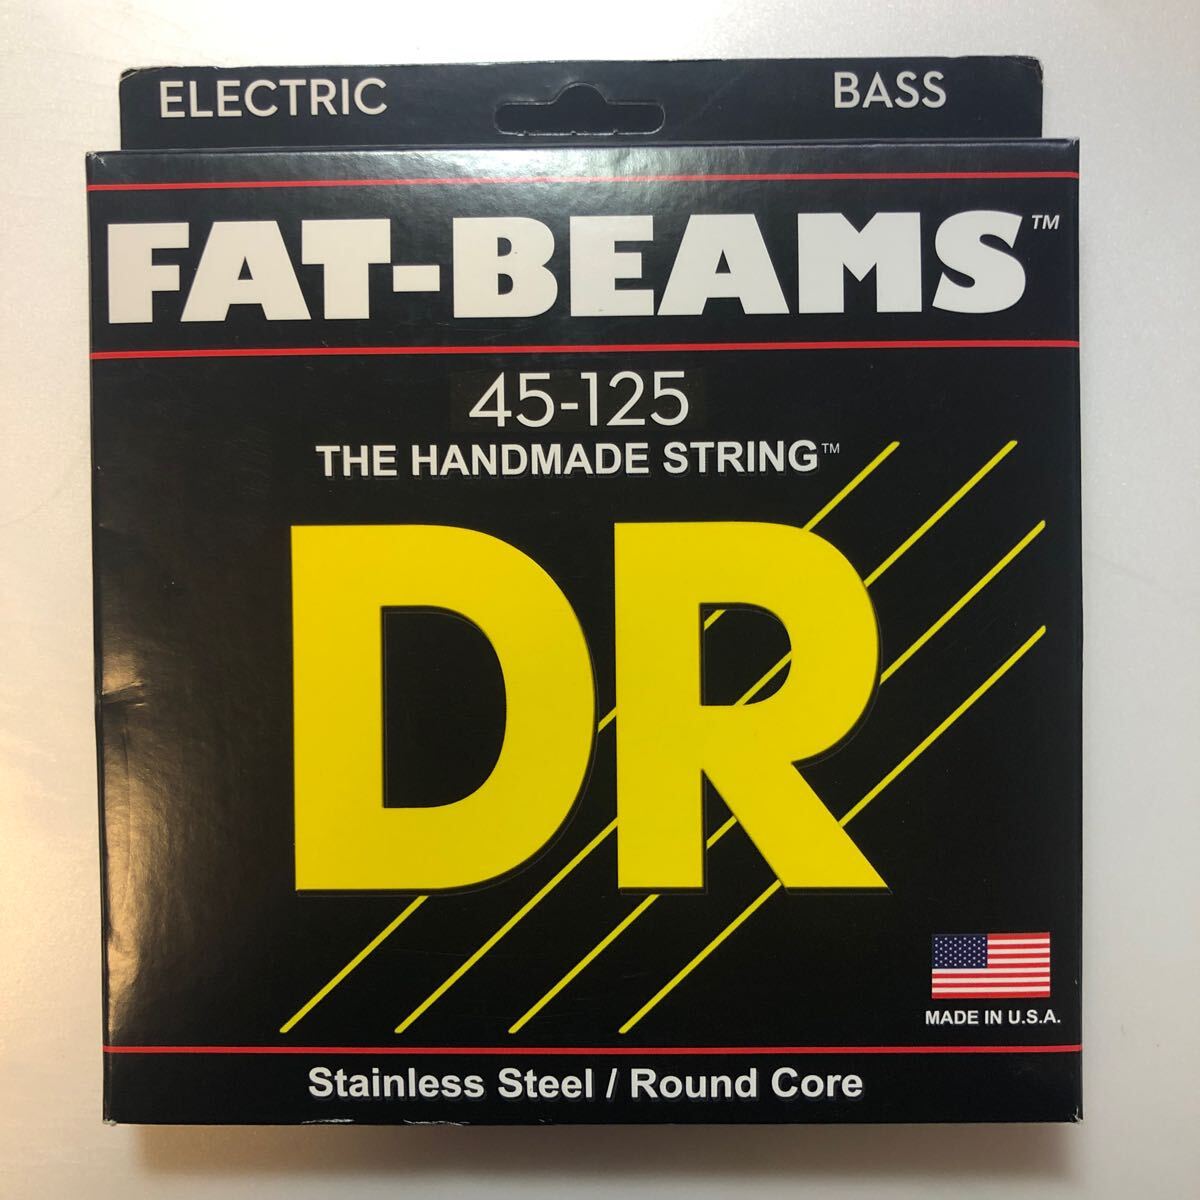 ELECTRIC BASS
FAT-BEAMS™
45-125
THE HANDMADE STRING™
DR
MADE IN U.S.A.
Stainless Steel / Round Core